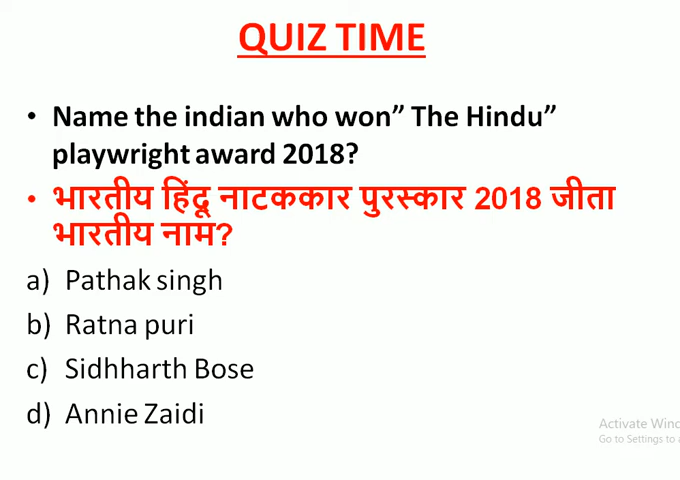 QUIZ TIME
• Name the indian who won” The Hindu”
playwright award 2018?
• भारतीय हिंदू नाटककार पुरस्कार 2018 जीता
भारतीय नाम?
a) Pathak singh
b) Ratna puri
c) Sidhharth Bose
d) Annie Zaidi
Activate Wind
Go to Settings to a